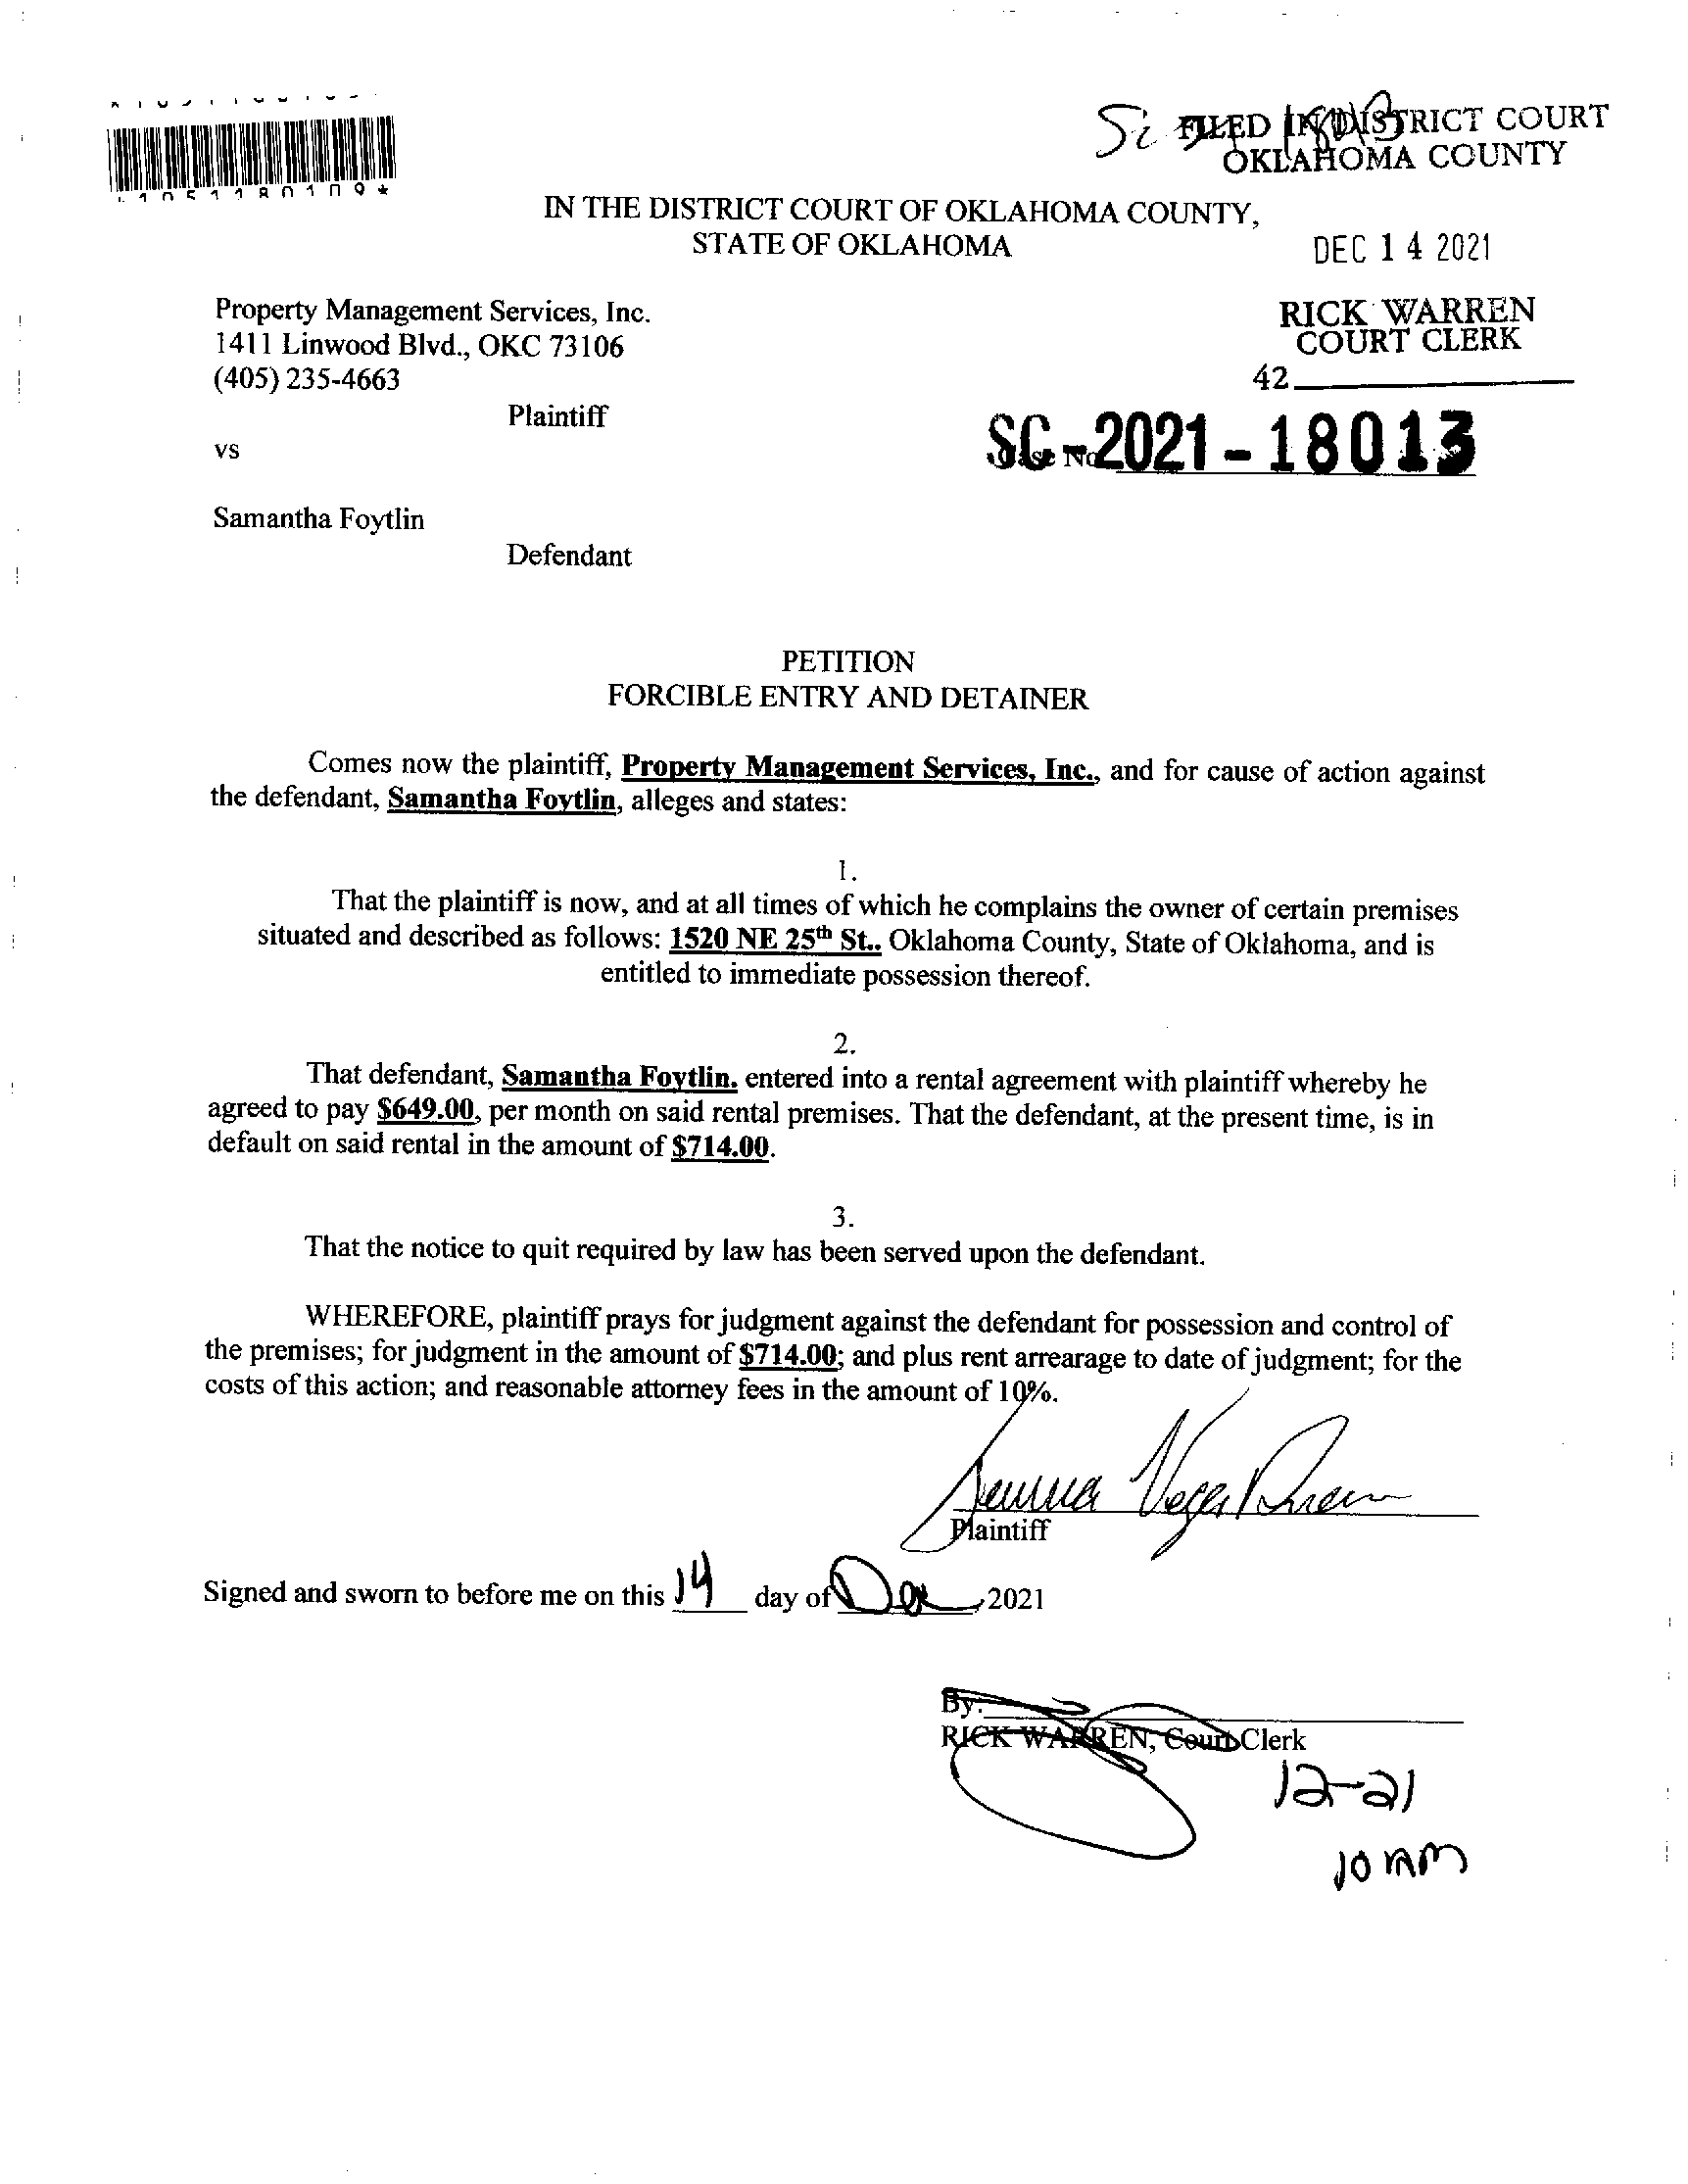 *1051180109*
FILED IN DISTRICT COURT
OKLAHOMA COUNTY
IN THE DISTRICT COURT OF OKLAHOMA COUNTY,
STATE OF OKLAHOMA
DEC 14 2021
Property Management Services, Inc.
1411 Linwood Blvd., OKC 73106
(405) 235-4663
RICK WARREN
COURT CLERK
42
Plaintiff
vs
Case No.
SC-2021-18013
Samantha Foytlin
Defendant
PETITION
FORCIBLE ENTRY AND DETAINER
Comes now the plaintiff, Property Management Services, Inc., and for cause of action against
the defendant, Samantha Foytlin, alleges and states:
1.
That the plaintiff is now, and at all times of which he complains the owner of certain premises
situated and described as follows: 1520 NE 25th St., Oklahoma County, State of Oklahoma, and is
entitled to immediate possession thereof.
2.
That defendant, Samantha Foytlin, entered into a rental agreement with plaintiff whereby he
agreed to pay $649.00, per month on said rental premises. That the defendant, at the present time, is in
default on said rental in the amount of $714.00.
3.
That the notice to quit required by law has been served upon the defendant.
WHEREFORE, plaintiff prays for judgment against the defendant for possession and control of
the premises; for judgment in the amount of $714.00; and plus rent arrearage to date of judgment; for the
costs of this action; and reasonable attorney fees in the amount of 10%.
Plaintiff
Signed and sworn to before me on this 14 day of Dec, 2021
By:
RICK WARREN, Court Clerk
12-21
10 AM